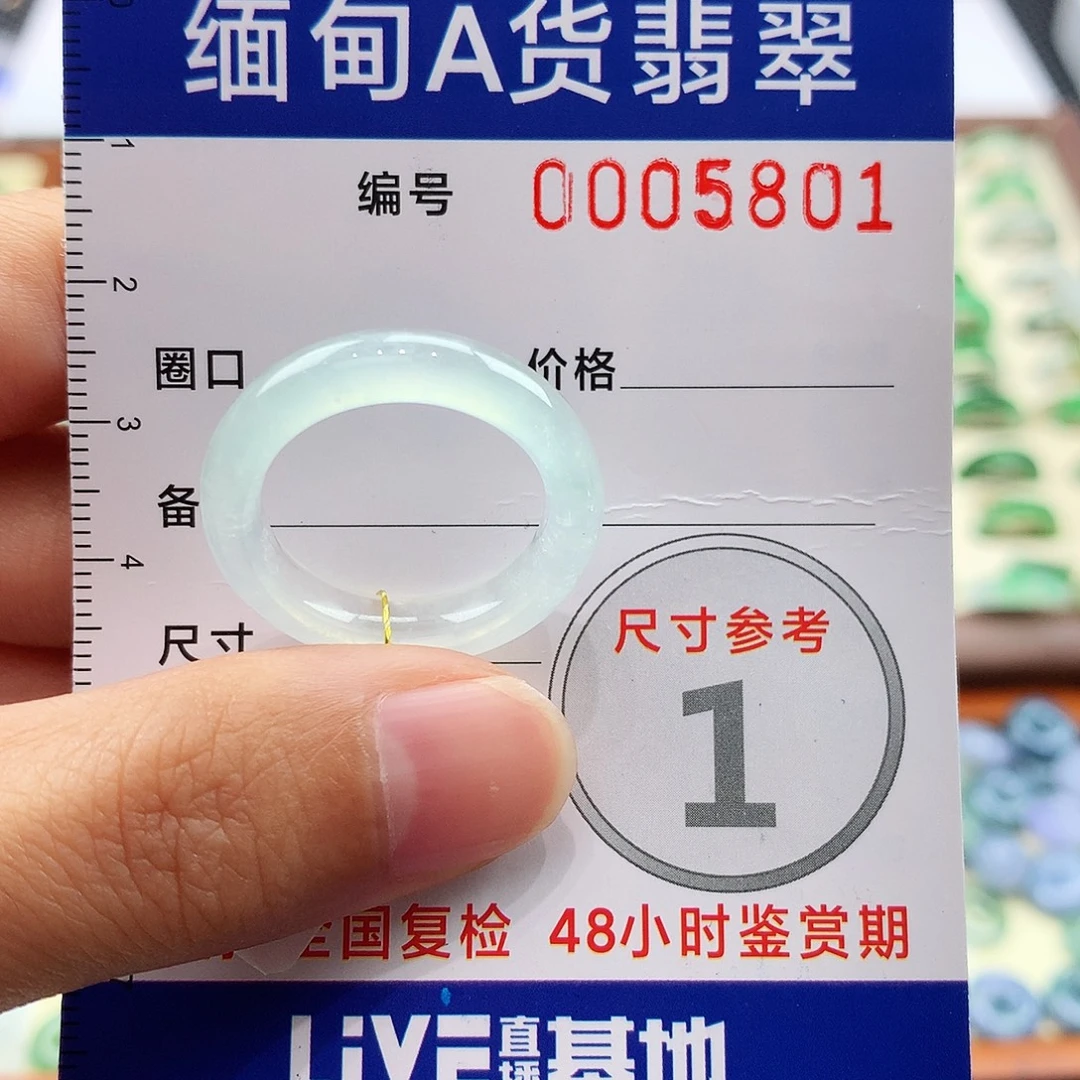 缅甸A货翡翠
编号 0005801
圈口 价格
备
尺寸
尺寸参考
1
全国复检 48小时鉴赏期
LiVE直播基地
1
2
3
4